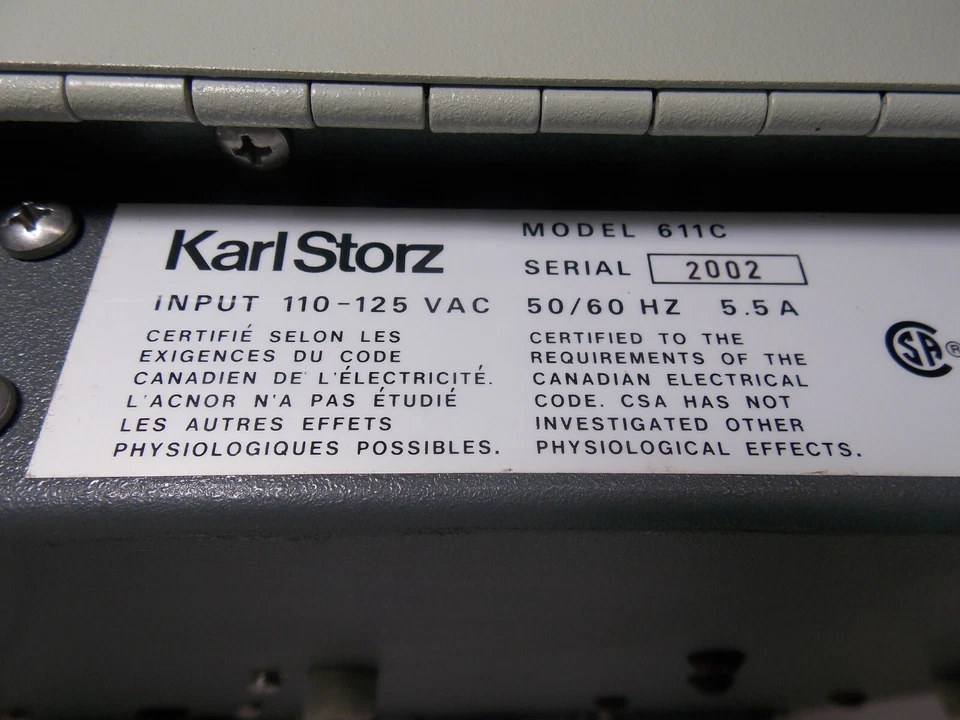 Karl Storz
MODEL 611C
SERIAL 2002
INPUT 110-125 VAC 50/60 HZ 5.5 A
CERTIFIÉ SELON LES
EXIGENCES DU CODE
CANADIEN DE L'ÉLECTRICITÉ.
L'ACNOR N'A PAS ÉTUDIÉ
LES AUTRES EFFETS
PHYSIOLOGIQUES POSSIBLES.
CERTIFIED TO THE
REQUIREMENTS OF THE
CANADIAN ELECTRICAL
CODE. CSA HAS NOT
INVESTIGATED OTHER
PHYSIOLOGICAL EFFECTS.
CSA®